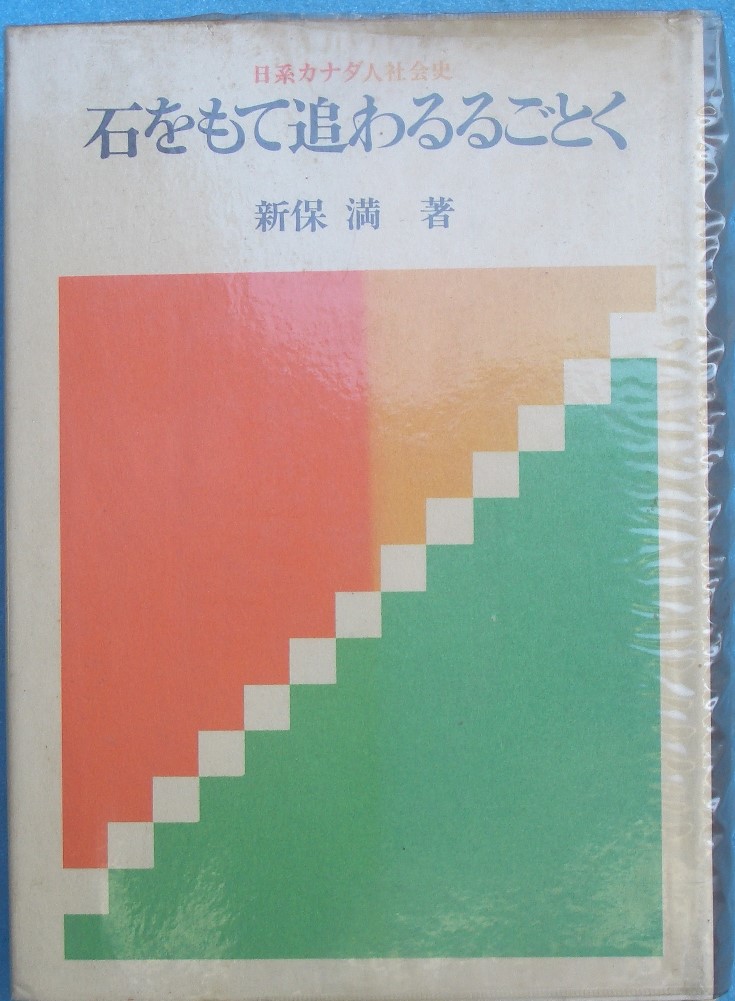 日系カナダ人社会史
石をもて追わるるごとく
新保 満 著